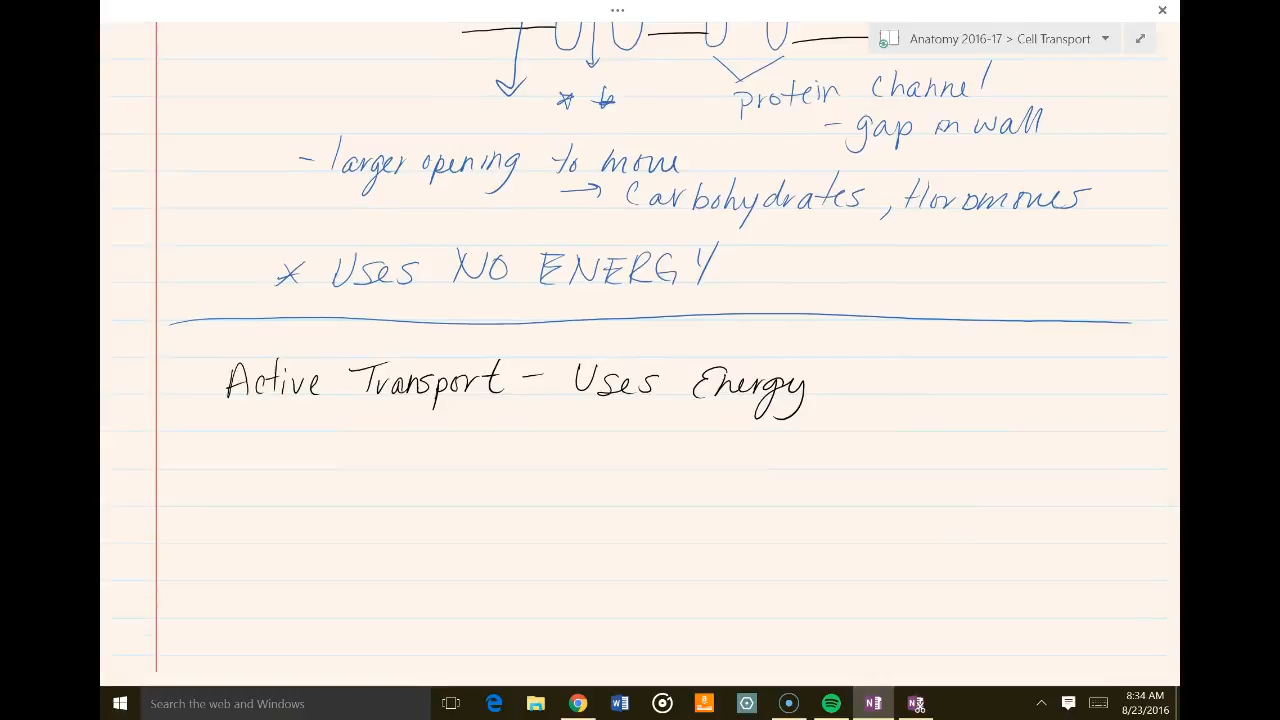 Anatomy 2016-17 > Cell Transport
protein channel
- gap in wall
- larger opening to move
→ Carbohydrates, Horomones
* Uses NO ENERGY
Active Transport - Uses Energy
Search the web and Windows
8:34 AM
8/23/2016